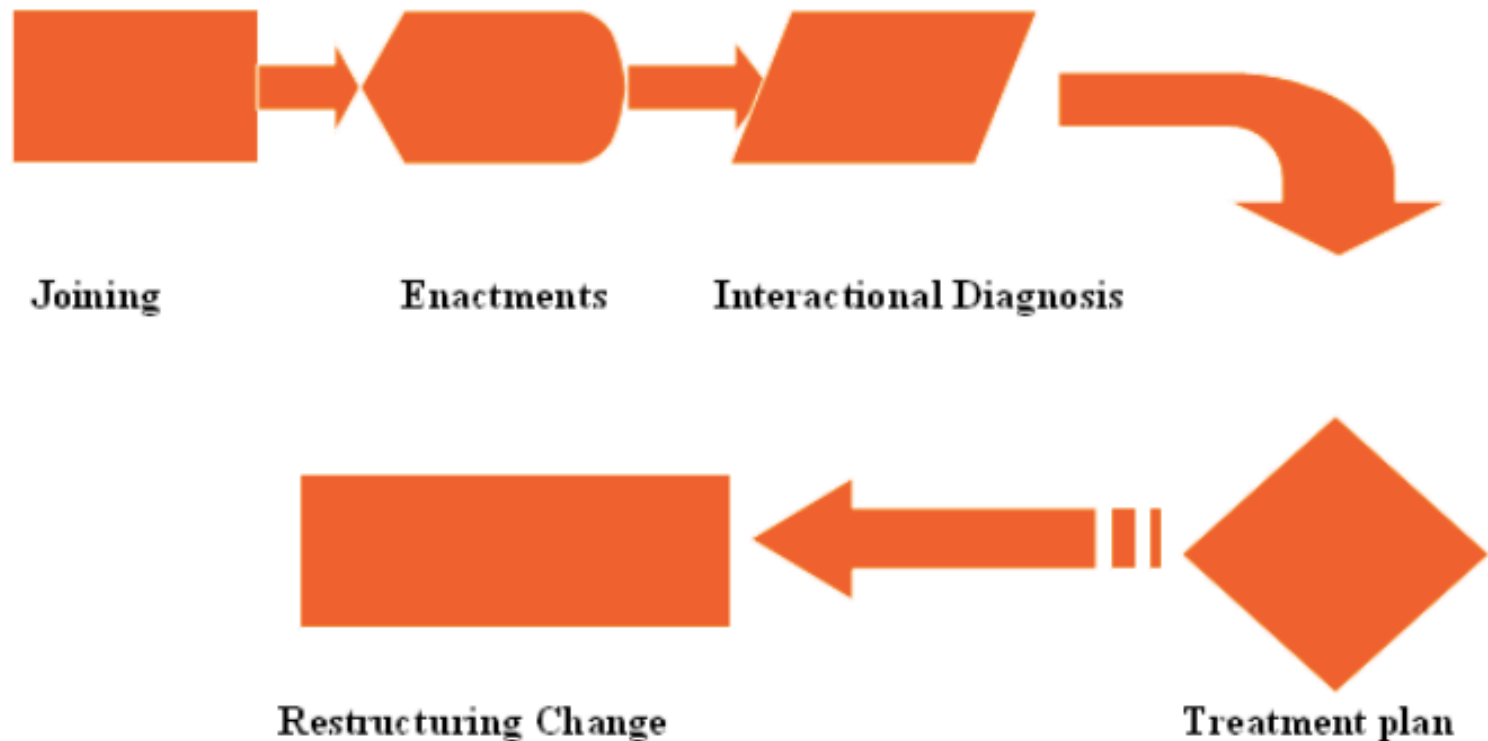 Joining
Enactments
Interactional Diagnosis
Treatment plan
Restructuring Change